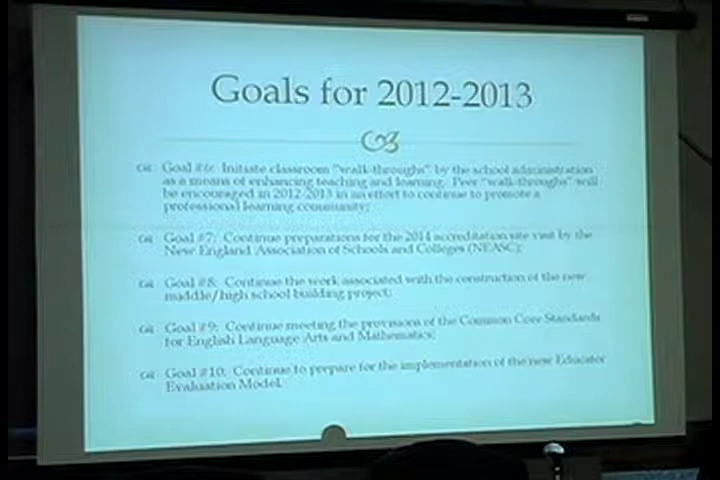 Goals for 2012-2013
Goal #6: Initiate classroom "walk-throughs" by the school administration
as a means of enhancing teaching and learning. Peer "walk-throughs" will
be encouraged in 2012-2013 in an effort to continue to promote a
professional learning community;
Goal #7: Continue preparations for the 2014 accreditation site visit by the
New England Association of Schools and Colleges (NEASC);
Goal #8: Continue the work associated with the construction of the new
middle/high school building project;
Goal #9: Continue meeting the provisions of the Common Core Standards
for English Language Arts and Mathematics;
Goal #10: Continue to prepare for the implementation of the new Educator
Evaluation Model.